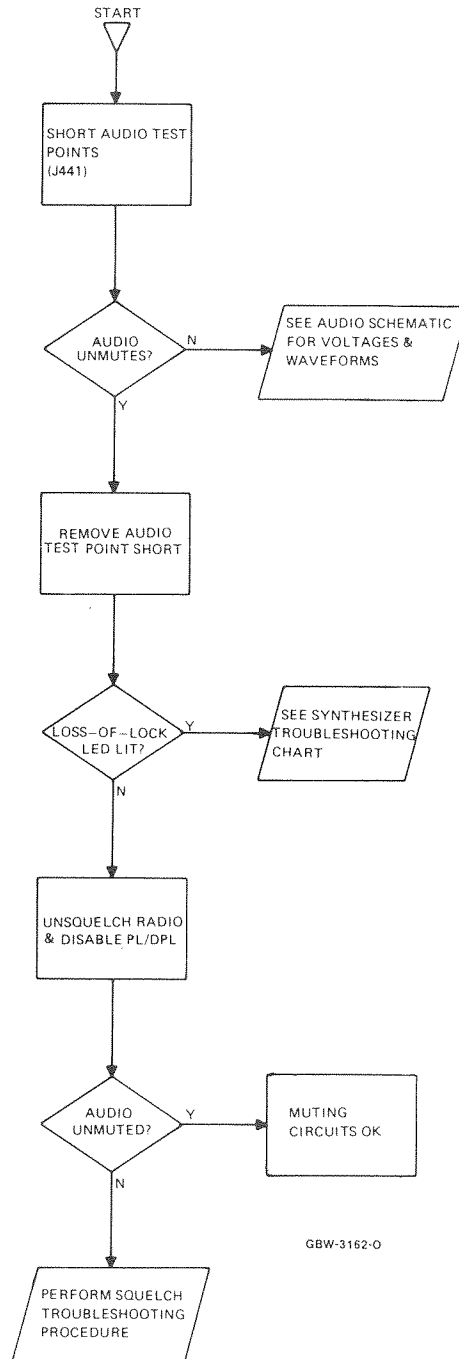 START
SHORT AUDIO TEST
POINTS
(J441)
AUDIO
UNMUTES?
N
SEE AUDIO SCHEMATIC
FOR VOLTAGES &
WAVEFORMS
Y
REMOVE AUDIO
TEST POINT SHORT
LOSS-OF-LOCK
LED LIT?
Y
SEE SYNTHESIZER
TROUBLESHOOTING
CHART
N
UNSQUELCH RADIO
& DISABLE PL/DPL
AUDIO
UNMUTED?
Y
MUTING
CIRCUITS OK
N
GBW-3162-O
PERFORM SQUELCH
TROUBLESHOOTING
PROCEDURE